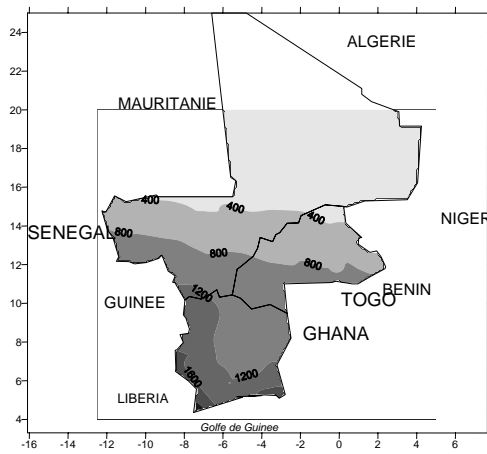 24
ALGERIE
22
20
MAURITANIE
18
16
400
400
400
14
SENEGAL
800
NIGER
12
800
800
BENIN
10
GUINEE
1200
TOGO
8
GHANA
6
1600
1200
LIBERIA
4
Golfe de Guinee
-16 -14 -12 -10 -8 -6 -4 -2 0 2 4 6